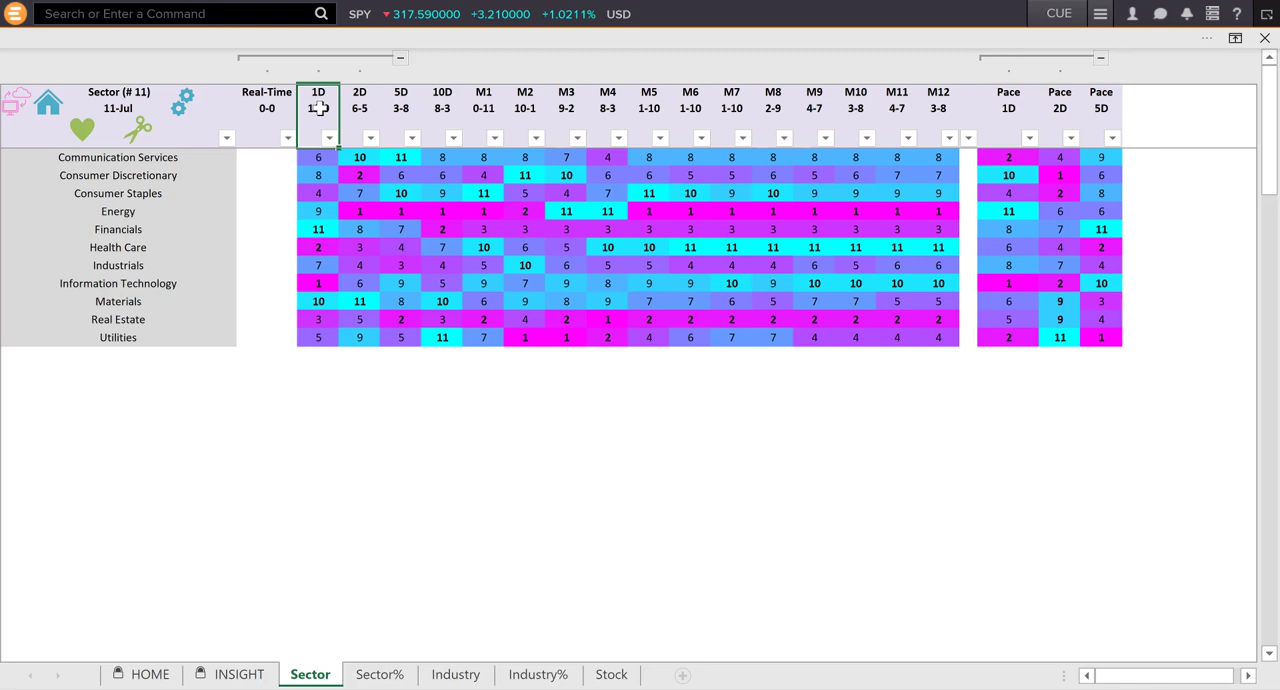 Search or Enter a Command SPY 317.590000 +3.210000 +1.0211% USD CUE ?
Sector (# 11) Real-Time 1D 2D 5D 10D M1 M2 M3 M4 M5 M6 M7 M8 M9 M10 M11 M12 Pace Pace Pace
11-Jul 0-0 6-5 3-8 8-3 0-11 10-1 9-2 8-3 1-10 1-10 1-10 2-9 4-7 3-8 4-7 3-8 1D 2D 5D
Communication Services 6 10 11 8 8 8 7 4 8 8 8 8 8 8 8 8 2 4 9
Consumer Discretionary 8 2 6 6 4 11 10 6 6 5 5 6 5 6 7 7 10 1 6
Consumer Staples 4 7 10 9 11 5 4 7 11 10 9 10 9 9 9 9 4 2 8
Energy 9 1 1 1 1 2 11 11 1 1 1 1 1 1 1 1 11 6 6
Financials 11 8 7 2 3 3 3 3 3 3 3 3 3 3 3 3 8 7 11
Health Care 2 3 4 7 10 6 5 10 10 11 11 11 11 11 11 11 6 4 2
Industrials 7 4 3 4 5 10 6 5 5 4 4 4 6 5 6 6 8 7 4
Information Technology 1 6 9 5 9 7 9 8 9 9 10 9 10 10 10 10 1 2 10
Materials 10 11 8 10 6 9 8 9 7 7 6 5 7 7 5 5 6 9 3
Real Estate 3 5 2 3 2 4 2 1 2 2 2 2 2 2 2 2 5 9 4
Utilities 5 9 5 11 7 1 1 2 4 6 7 7 4 4 4 4 2 11 1
HOME INSIGHT Sector Sector% Industry Industry% Stock